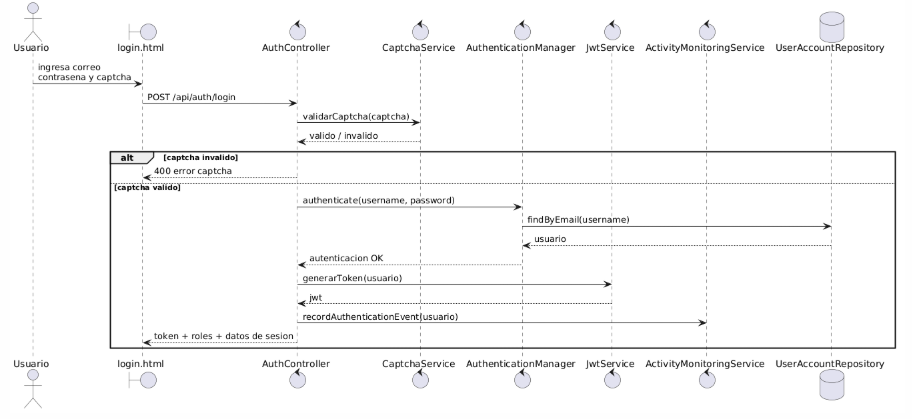 Usuario
login.html
AuthController
CaptchaService
AuthenticationManager
JwtService
ActivityMonitoringService
UserAccountRepository
ingresa correo
contrasena y captcha
POST /api/auth/login
validarCaptcha(captcha)
valido / invalido
alt [captcha invalido]
400 error captcha
[captcha valido]
authenticate(username, password)
findByEmail(username)
usuario
autenticacion OK
generarToken(usuario)
jwt
recordAuthenticationEvent(usuario)
token + roles + datos de sesion
Usuario
login.html
AuthController
CaptchaService
AuthenticationManager
JwtService
ActivityMonitoringService
UserAccountRepository